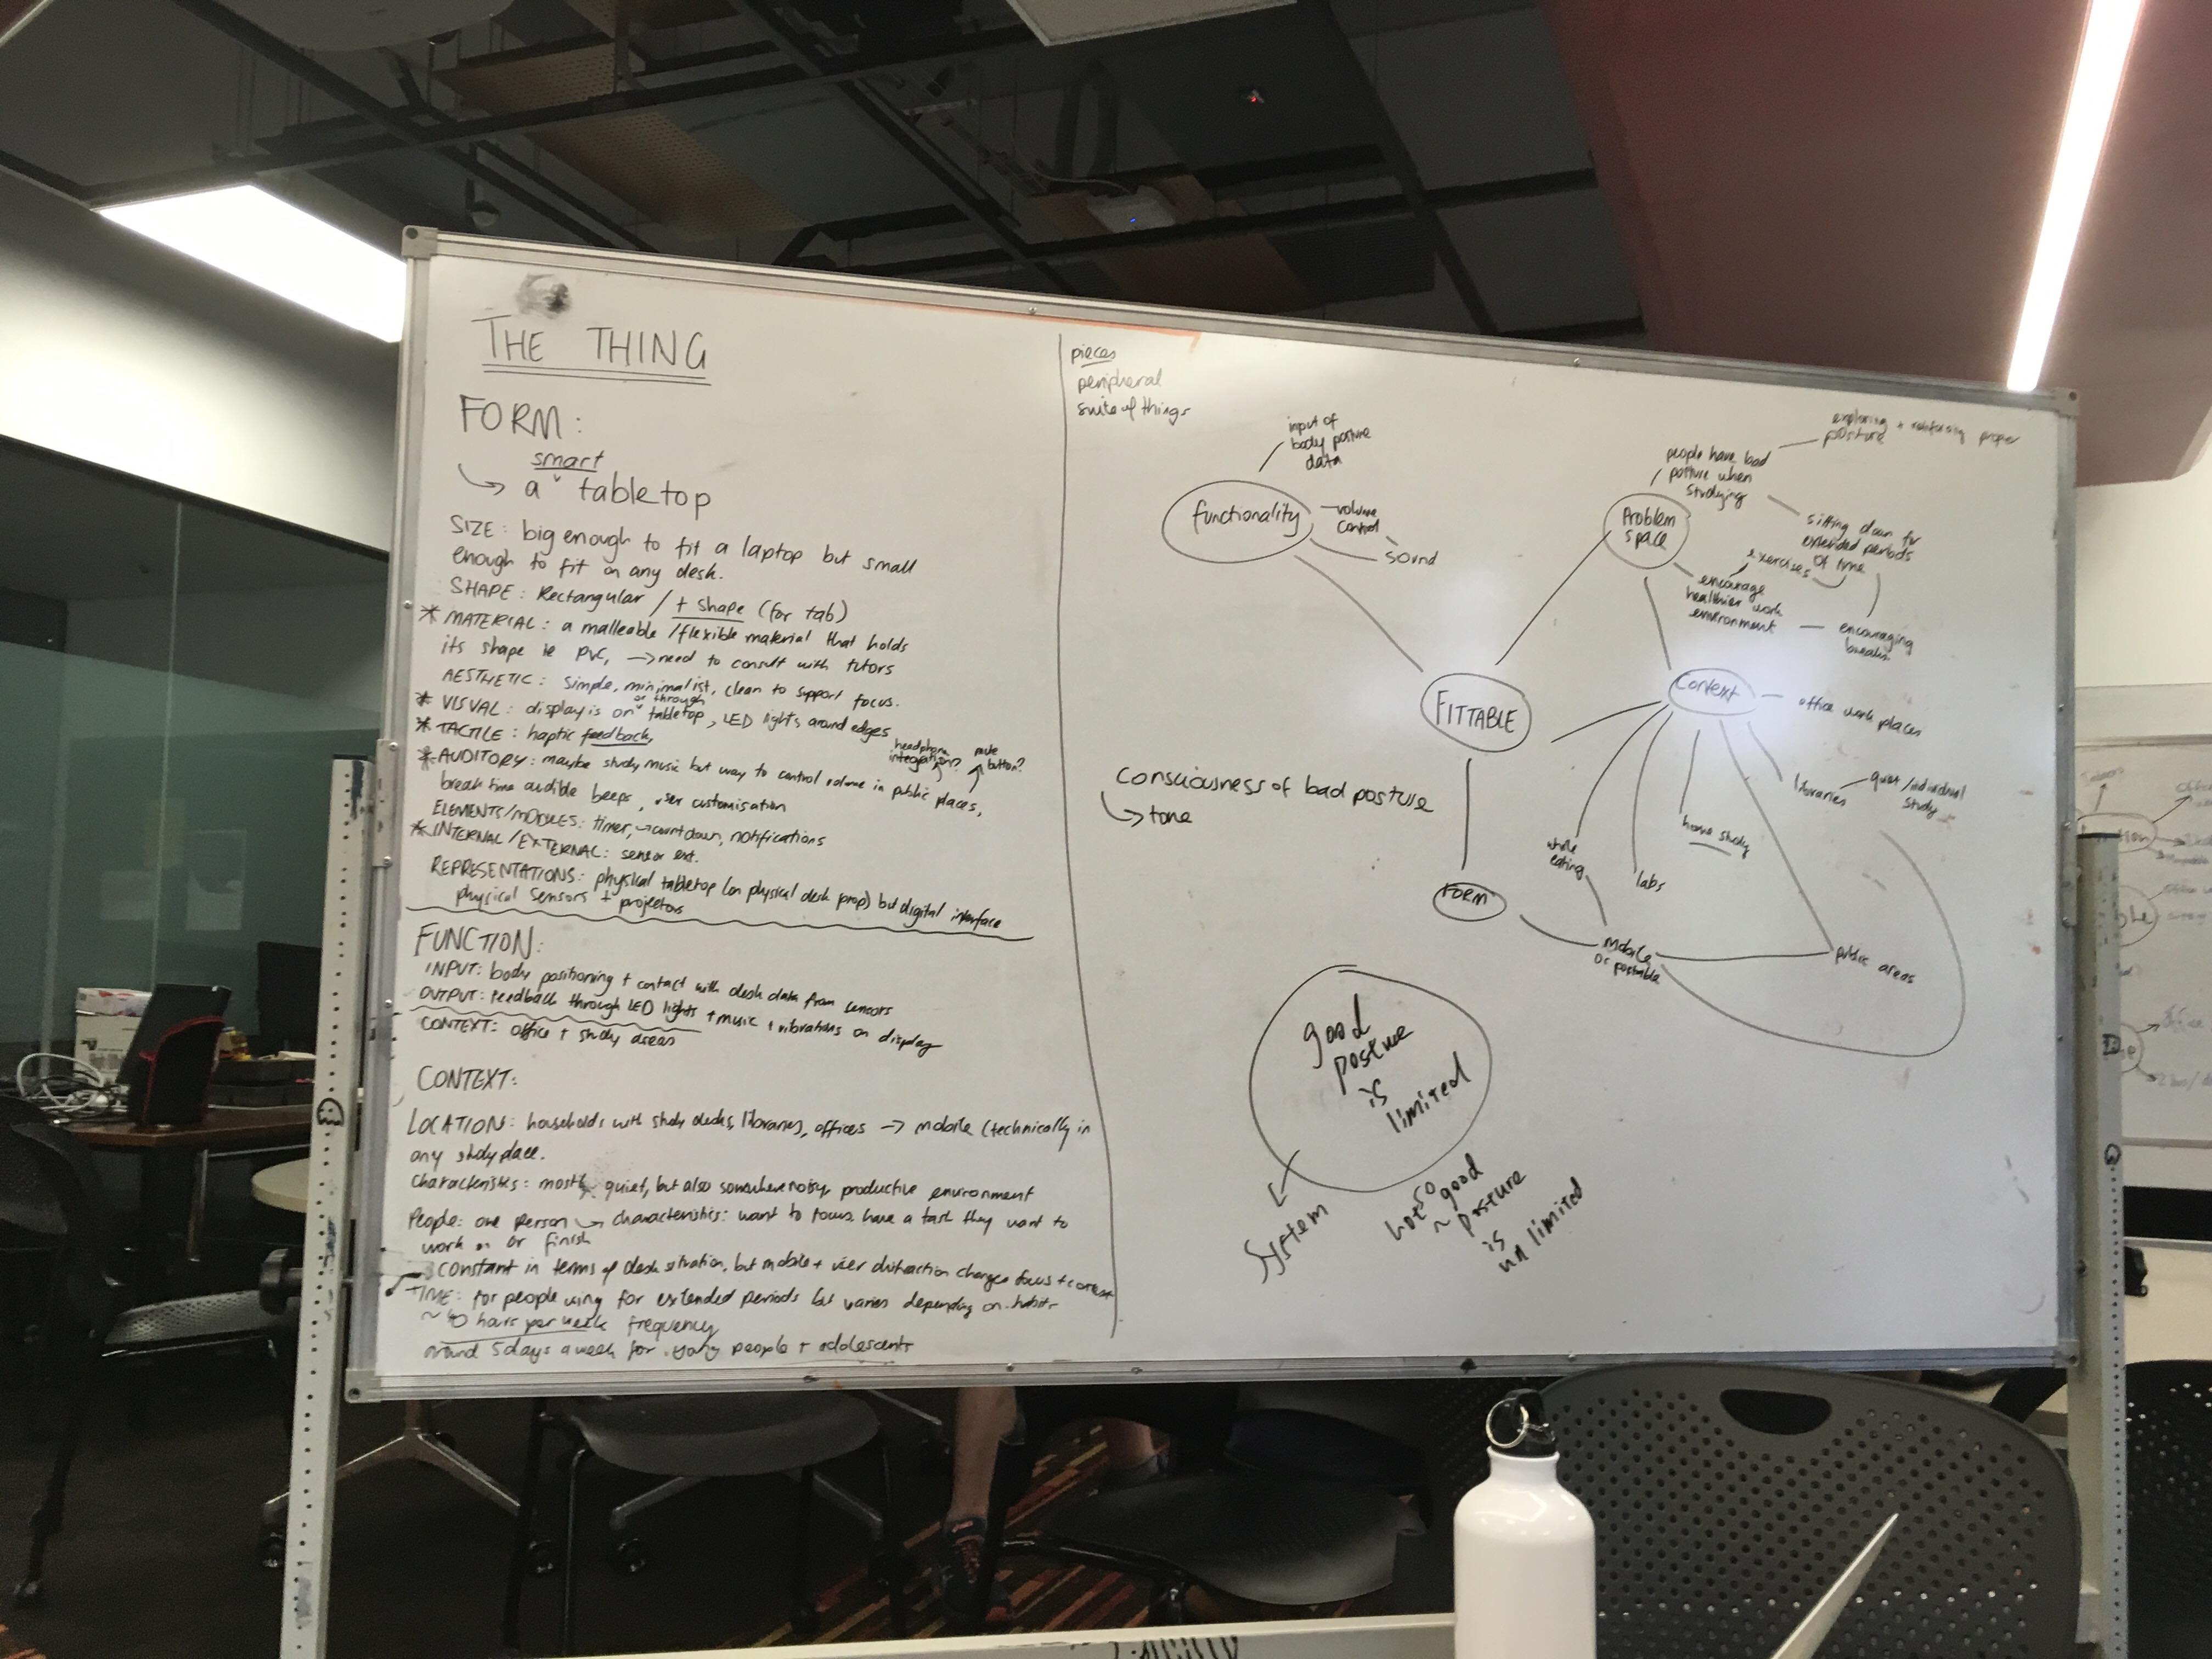 THE THING
FORM:
smart
↳ a ˅ tabletop
SIZE: big enough to fit a laptop but small
enough to fit on any desk.
SHAPE: Rectangular / + shape (for tab)
* MATERIAL: a malleable /flexible material that holds
its shape ie PVC, → need to consult with tutors
AESTHETIC: simple, minimalist, clean to support focus.
or through
* VISUAL: display is on ˅ tabletop, LED lights around edges
* TACTILE: haptic feedback,
headphone integration?
mute button?
* AUDITORY: maybe study music but way to control volume in public places,
break time audible beeps, user customisation
ELEMENTS/MODULES: timer, → countdown, notifications
* INTERNAL/EXTERNAL: sensor ext.
REPRESENTATIONS: physical tabletop (on physical desk prop) but digital interface
physical sensors + projectors
FUNCTION:
INPUT: body positioning + contact with desk data from sensors
OUTPUT: feedback through LED lights + music + vibrations on display
CONTEXT: office + study areas
CONTEXT:
LOCATION: households with study desks, libraries, offices → mobile (technically in
any study place.
Characteristics: mostly quiet, but also somewhere noisy, productive environment
People: one person → characteristics: want to focus, have a task they want to
work on or finish
→ constant in terms of desk situation, but mobile + user distraction changes focus + context
TIME: for people using for extended periods but varies depending on habits
~ 40 hours per week frequency
around 5 days a week for young people + adolescents
pieces
peripheral
suite of things
input of
body posture
data
functionality
volume
control
sound
Problem
space
people have bad
posture when
studying
proper
posture
sitting down for
extended periods
of time
exercises
encourage
healthier work
environment
encouraging
breaks
FITTABLE
Context
office work places
libraries
quiet/individual
study
home study
labs
while
eating
FORM
mobile
or portable
public areas
Consciousness of bad posture
↳ tone
good
posture
is
limited
System
not so good
~ posture
is
unlimited